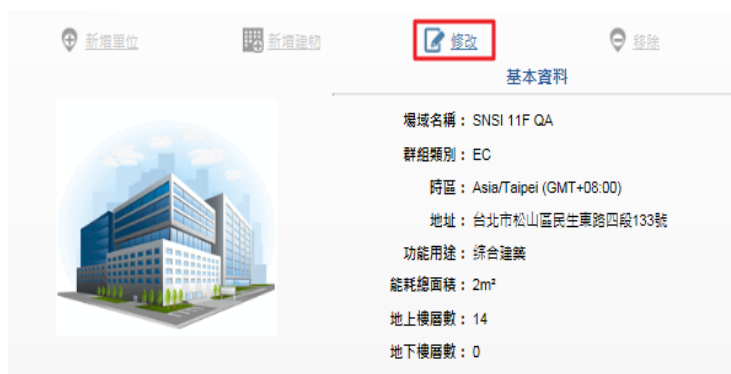 新增單位 新增建物 修改 移除
基本資料
場域名稱： SNSI 11F QA
群組類別： EC
時區： Asia/Taipei (GMT+08:00)
地址： 台北市松山區民生東路四段133號
功能用途： 綜合建築
能耗總面積： 2m²
地上樓層數： 14
地下樓層數： 0